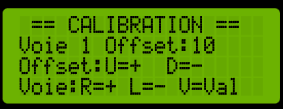 == CALIBRATION ==
Voie 1 Offset:10
Offset:U=+ D=-
Voie:R=+ L=- V=Val